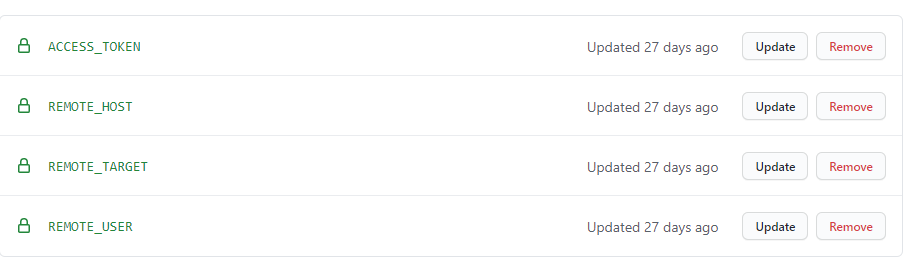 ACCESS_TOKEN Updated 27 days ago Update Remove
REMOTE_HOST Updated 27 days ago Update Remove
REMOTE_TARGET Updated 27 days ago Update Remove
REMOTE_USER Updated 27 days ago Update Remove